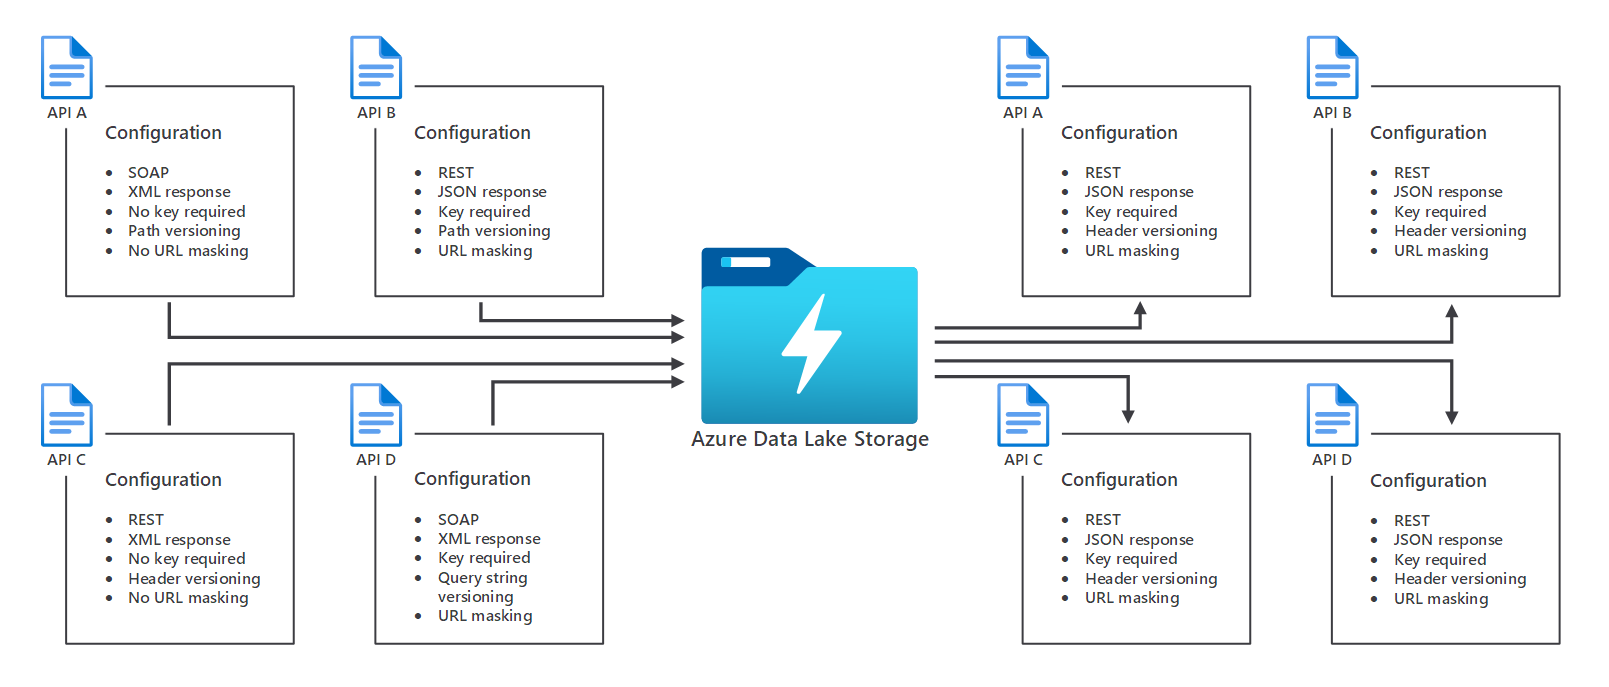 API A
Configuration
• SOAP
• XML response
• No key required
• Path versioning
• No URL masking
API B
Configuration
• REST
• JSON response
• Key required
• Path versioning
• URL masking
API C
Configuration
• REST
• XML response
• No key required
• Header versioning
• No URL masking
API D
Configuration
• SOAP
• XML response
• Key required
• Query string
versioning
• URL masking
Azure Data Lake Storage
API A
Configuration
• REST
• JSON response
• Key required
• Header versioning
• URL masking
API B
Configuration
• REST
• JSON response
• Key required
• Header versioning
• URL masking
API C
Configuration
• REST
• JSON response
• Key required
• Header versioning
• URL masking
API D
Configuration
• REST
• JSON response
• Key required
• Header versioning
• URL masking